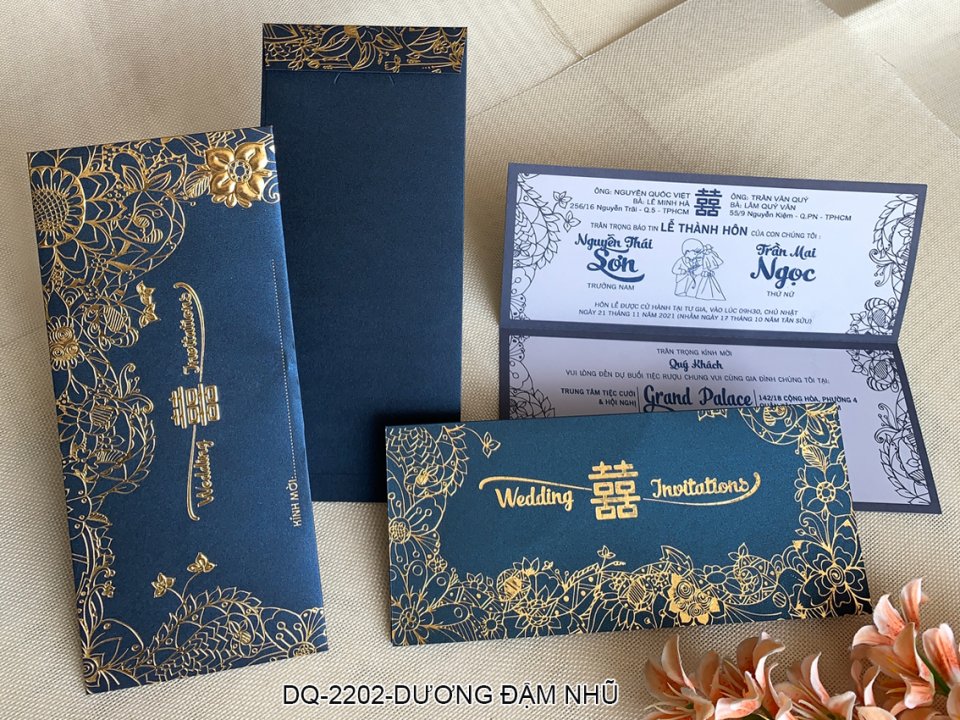 Wedding 囍 Invitations
KÍNH MỜI:
ÔNG: NGUYỄN QUỐC VIỆT
BÀ: LÊ MINH HÀ
256/16 Nguyễn Trãi - Q.5 - TPHCM
囍
ÔNG: TRẦN VĂN QUÝ
BÀ: LÂM QUÝ VÂN
55/9 Nguyễn Kiệm - Q.PN - TPHCM
TRÂN TRỌNG BÁO TIN LỄ THÀNH HÔN CỦA CON CHÚNG TÔI :
Nguyễn Thái
Sơn
TRƯỞNG NAM
Trần Mai
Ngọc
THỨ NỮ
HÔN LỄ ĐƯỢC CỬ HÀNH TẠI TƯ GIA, VÀO LÚC 09H30, CHỦ NHẬT
NGÀY 21 THÁNG 11 NĂM 2021 (NHẰM NGÀY 17 THÁNG 10 NĂM TÂN SỬU)
TRÂN TRỌNG KÍNH MỜI
Quý Khách
VUI LÒNG ĐẾN DỰ BUỔI TIỆC RƯỢU CHUNG VUI CÙNG GIA ĐÌNH CHÚNG TÔI TẠI:
TRUNG TÂM TIỆC CƯỚI
& HỘI NGHỊ
Grand Palace
142/18 CỘNG HÒA, PHƯỜNG 4
Wedding 囍 Invitations
DQ-2202-DƯƠNG ĐẬM NHŨ